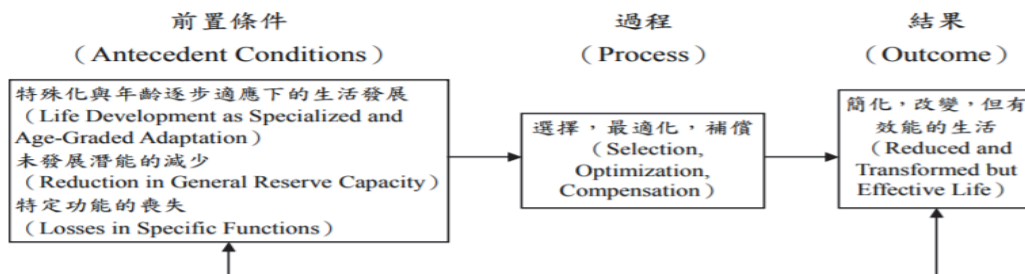 前置條件
（Antecedent Conditions）
特殊化與年齡逐步適應下的生活發展
（Life Development as Specialized and
Age-Graded Adaptation）
未發展潛能的減少
（Reduction in General Reserve Capacity）
特定功能的喪失
（Losses in Specific Functions）
過程
（Process）
選擇，最適化，補償
（Selection,
Optimization,
Compensation）
結果
（Outcome）
簡化，改變，但有
效能的生活
（Reduced and
Transformed but
Effective Life）